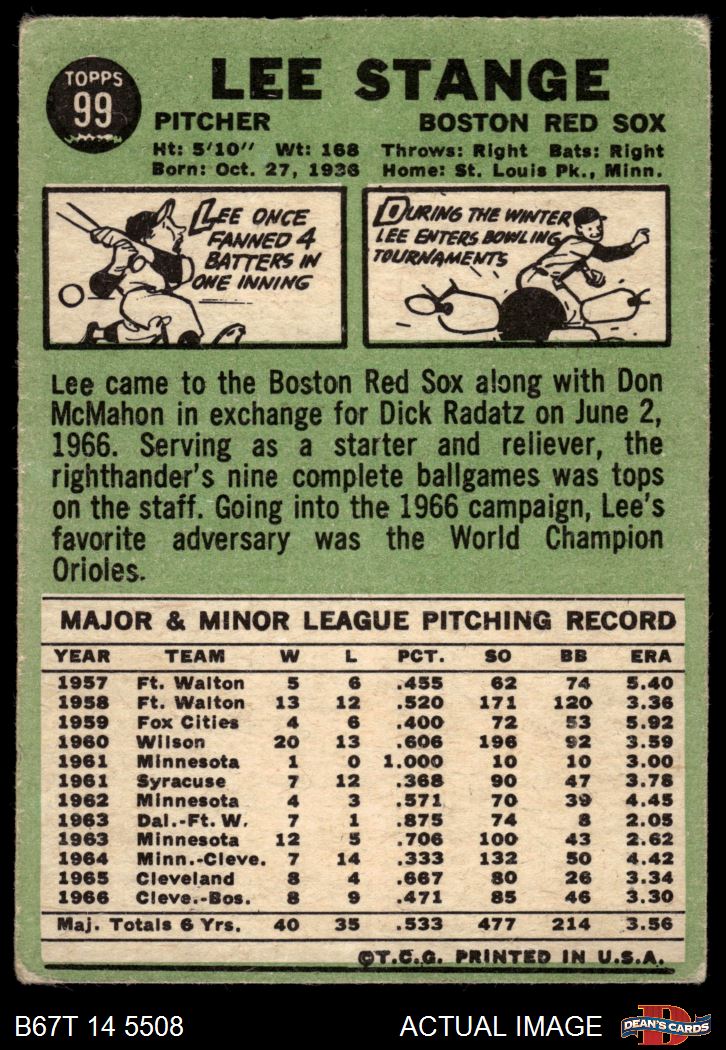 TOPPS
99
LEE STANGE
PITCHER BOSTON RED SOX
Ht: 5'10" Wt: 168 Throws: Right Bats: Right
Born: Oct. 27, 1936 Home: St. Louis Pk., Minn.
LEE ONCE
FANNED 4
BATTERS IN
ONE INNING
DURING THE WINTER
LEE ENTERS BOWLING
TOURNAMENTS
Lee came to the Boston Red Sox along with Don
McMahon in exchange for Dick Radatz on June 2,
1966. Serving as a starter and reliever, the
righthander's nine complete ballgames was tops
on the staff. Going into the 1966 campaign, Lee's
favorite adversary was the World Champion
Orioles.
MAJOR & MINOR LEAGUE PITCHING RECORD
YEAR TEAM W L PCT. SO BB ERA
1957 Ft. Walton 5 6 .455 62 74 5.40
1958 Ft. Walton 13 12 .520 171 120 3.36
1959 Fox Cities 4 6 .400 72 53 5.92
1960 Wilson 20 13 .606 196 92 3.59
1961 Minnesota 1 0 1.000 10 10 3.00
1961 Syracuse 7 12 .368 90 47 3.78
1962 Minnesota 4 3 .571 70 39 4.45
1963 Dal.-Ft. W. 7 1 .875 74 8 2.05
1963 Minnesota 12 5 .706 100 43 2.62
1964 Minn.-Cleve. 7 14 .333 132 50 4.42
1965 Cleveland 8 4 .667 80 26 3.34
1966 Cleve.-Bos. 8 9 .471 85 46 3.30
Maj. Totals 6 Yrs. 40 35 .533 477 214 3.56
©T.C.G. PRINTED IN U.S.A.
B67T 14 5508 ACTUAL IMAGE
DEAN'S CARDS